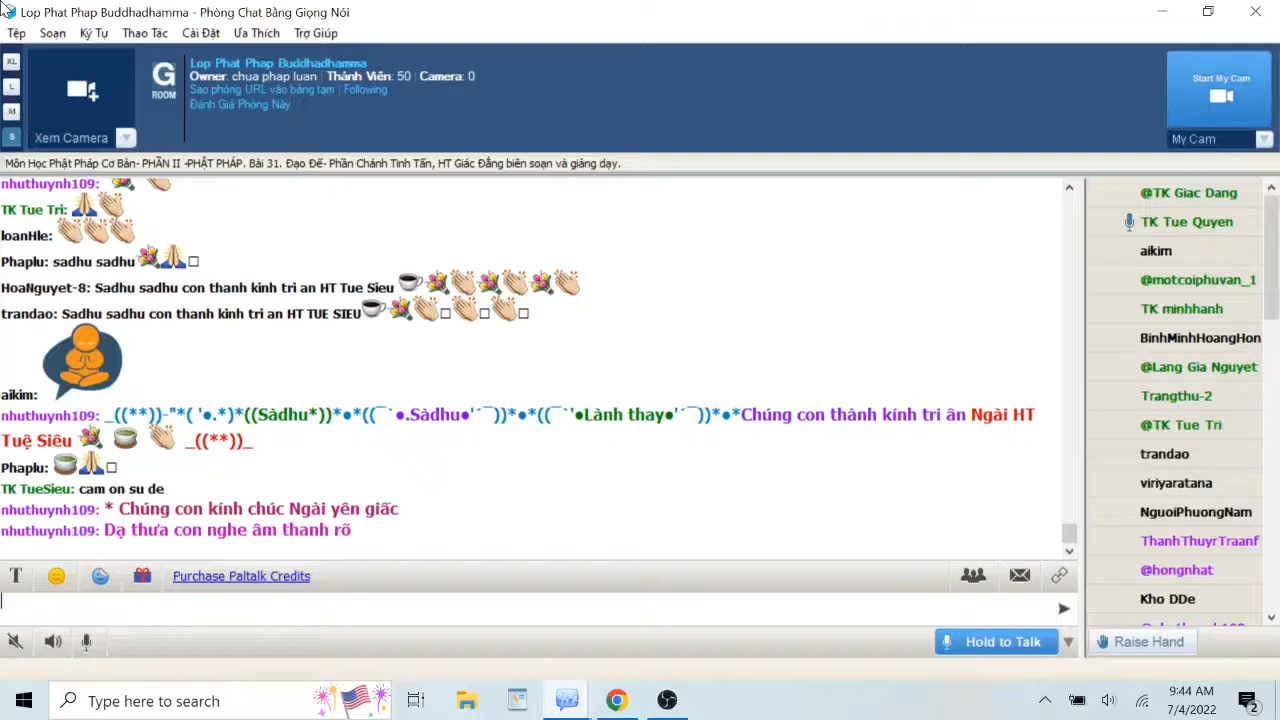 Lop Phat Phap Buddhadhamma - Phòng Chat Bằng Giọng Nói
Tệp Soạn Ký Tự Thao Tác Cài Đặt Ưa Thích Trợ Giúp
XL
L
M
S
Xem Camera
G
ROOM
Lop Phat Phap Buddhadhamma
Owner: chua phap luan | Thành Viên: 50 | Camera: 0
Sao phòng URL vào bảng tạm | Following
Đánh Giá Phòng Này
Start My Cam
My Cam
Môn Học Phật Pháp Cơ Bản- PHẦN II -PHẬT PHÁP. Bài 31. Đạo Đế- Phần Chánh Tinh Tấn, HT Giác Đẳng biên soạn và giảng dạy.
nhuthuynh109:
TK Tue Tri:
loanHle:
Phaplu: sadhu sadhu
HoaNguyet-8: Sadhu sadhu con thanh kinh tri an HT Tue Sieu
trandao: Sadhu sadhu con thanh kinh tri an HT TUE SIEU
aikim:
nhuthuynh109: _((**))-"*( '●.*)*((Sàdhu*))*●*((¯`●.Sàdhu●'´¯))*●*((¯`'●Lành thay●'´¯))*●*Chúng con thành kính tri ân Ngài HT
Tuệ Siêu _((**))_
Phaplu:
TK TueSieu: cam on su de
nhuthuynh109: * Chúng con kính chúc Ngài yên giấc
nhuthuynh109: Dạ thưa con nghe âm thanh rõ
@TK Giac Dang
TK Tue Quyen
aikim
@motcoiphuvan_1
TK minhhanh
BinhMinhHoangHon
@Lang Gia Nguyet
Trangthu-2
@TK Tue Tri
trandao
viriyaratana
NguoiPhuongNam
ThanhThuyrTraanf
@hongnhat
Kho DDe
T Purchase Paltalk Credits
Hold to Talk
Raise Hand
Type here to search
9:44 AM
7/4/2022
2